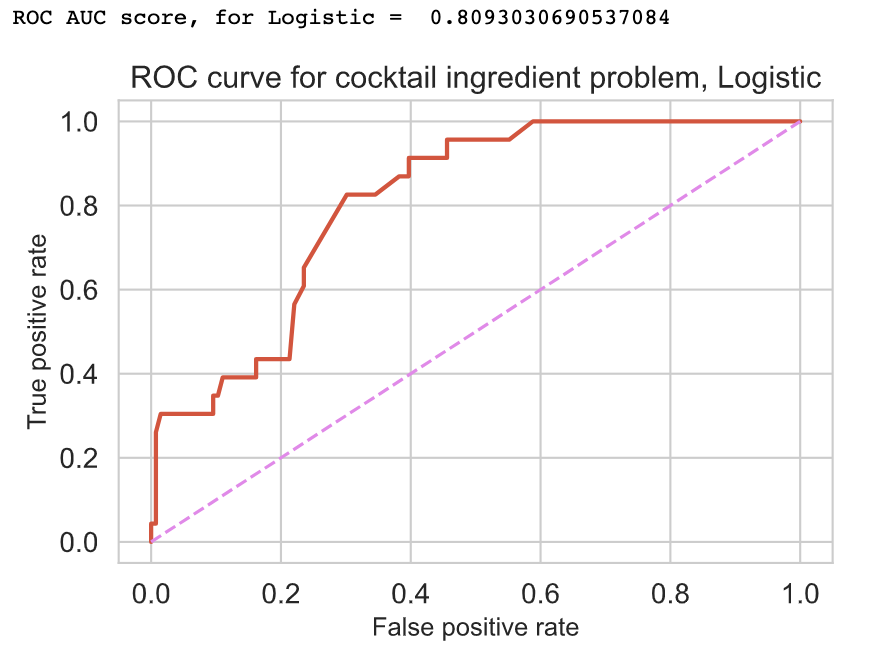 ROC AUC score, for Logistic =  0.8093030690537084
ROC curve for cocktail ingredient problem, Logistic
1.0
0.8
0.6
0.4
0.2
0.0
True positive rate
0.0 0.2 0.4 0.6 0.8 1.0
False positive rate